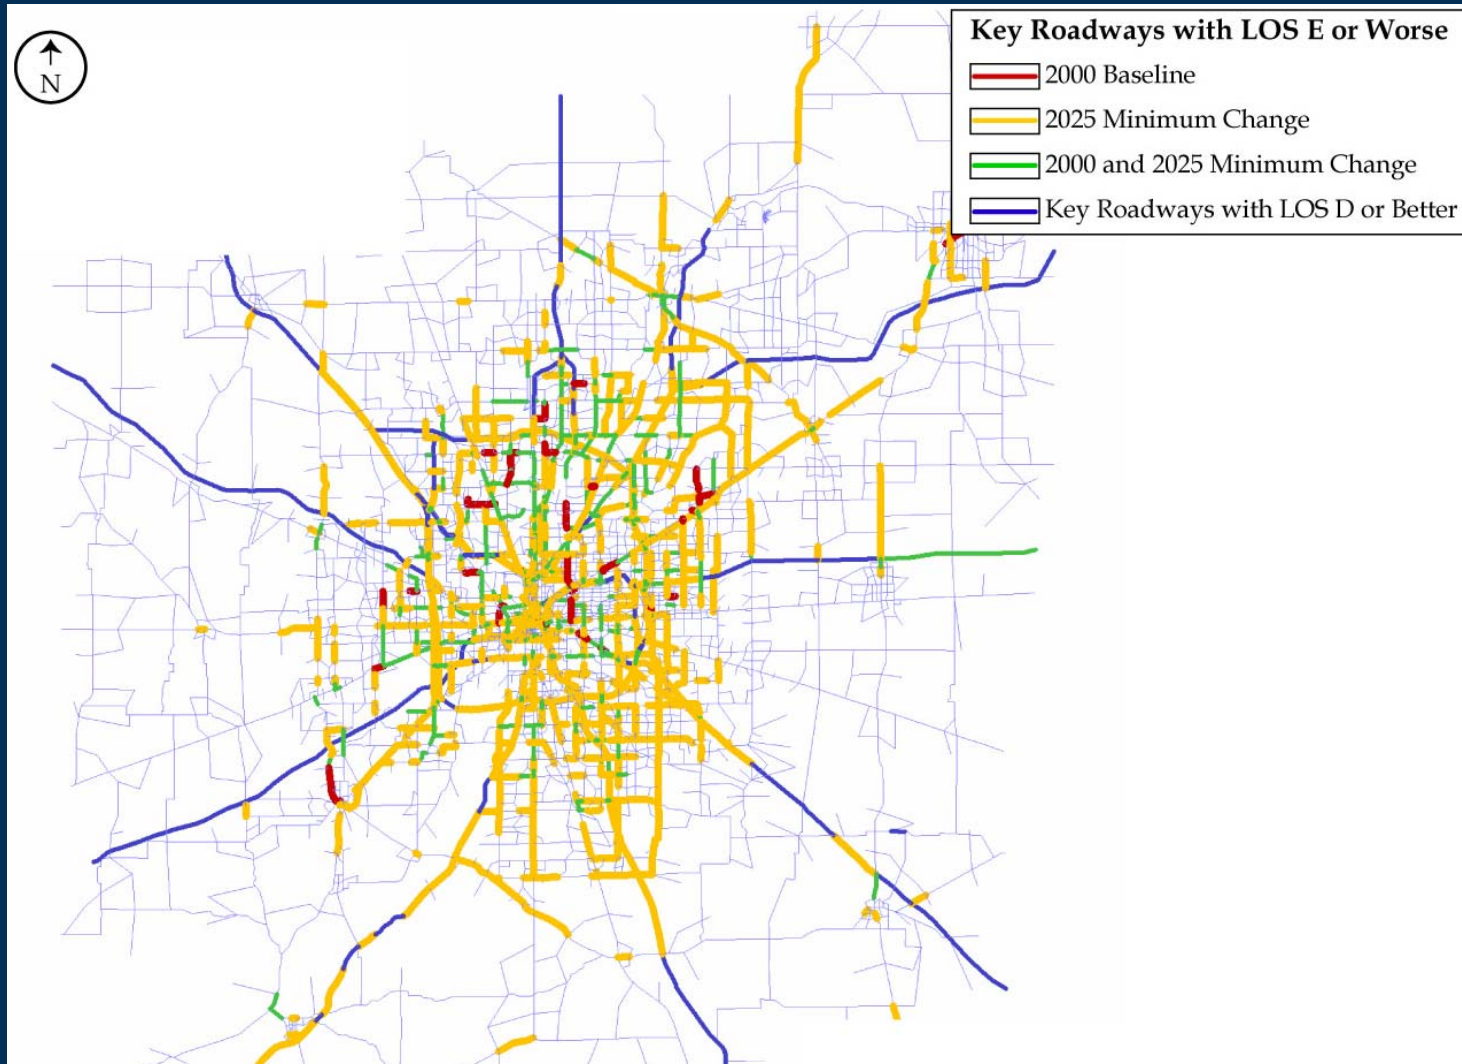 N
Key Roadways with LOS E or Worse
2000 Baseline
2025 Minimum Change
2000 and 2025 Minimum Change
Key Roadways with LOS D or Better